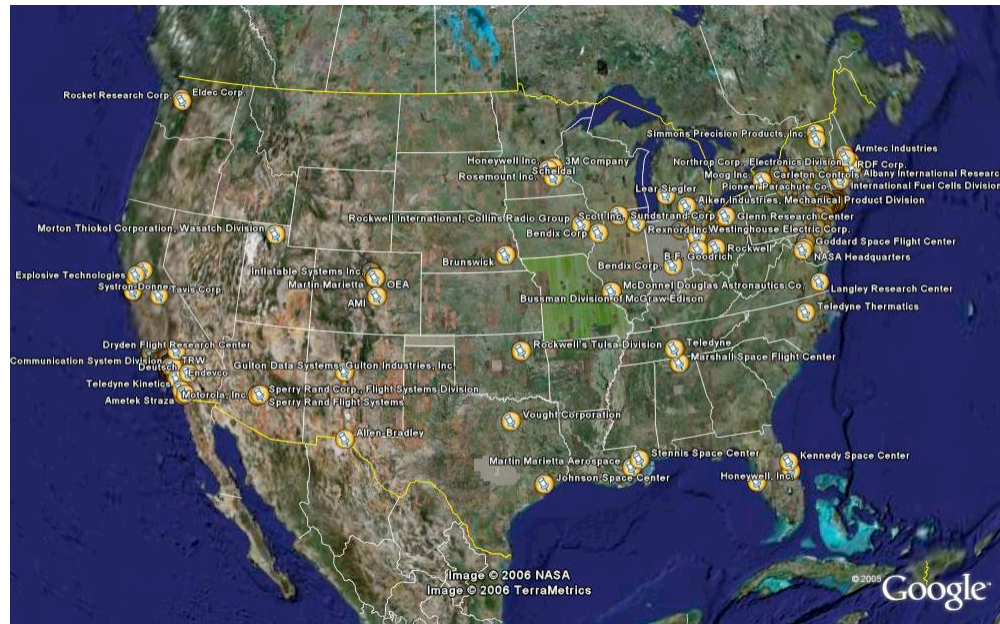 Rocket Research Corp.
Eldec Corp.
Simmons Precision Products, Inc.
Armtec Industries
Honeywell Inc.
3M Company
Northrop Corp., Electronics Division
RDF Corp.
Scheldal
Rosemount Inc.
Moog Inc.
Carleton Controls
Albany International Researc
Pioneer Parachute Co.
International Fuel Cells Division
Lear Siegler
Aiken Industries, Mechanical Product Division
Rockwell International, Collins Radio Group
Scott Inc.
Sundstrand Corp
Glenn Research Center
Morton Thiokol Corporation, Wasatch Division
Bendix Corp
Rexnord Inc
Westinghouse Electric Corp.
Goddard Space Flight Center
B.F. Goodrich
Rockwell
NASA Headquarters
Brunswick
Bendix Corp.
Explosive Technologies
Inflatable Systems Inc.
Systron-Donne
Tavis Corp.
Martin Marietta
OEA
McDonnel Douglas Astronautics Co.
Langley Research Center
AMI
Bussman Division of McGraw-Edison
Teledyne Thermatics
Dryden Flight Research Center
Rockwell's Tulsa Division
Teledyne
Communication System Division
TRW
Marshall Space Flight Center
Deutsch
Endevco
Gulton Data Systems, Gulton Industries, Inc.
Teledyne Kinetics
Motorola, Inc
Sperry Rand Corp., Flight Systems Division
Ametek Straza
Sperry Rand Flight Systems
Vought Corporation
Allen-Bradley
Martin Marietta Aerospace
Stennis Space Center
Kennedy Space Center
Johnson Space Center
Honeywell, Inc.
Image © 2006 NASA
Image © 2006 TerraMetrics
© 2005 Google™